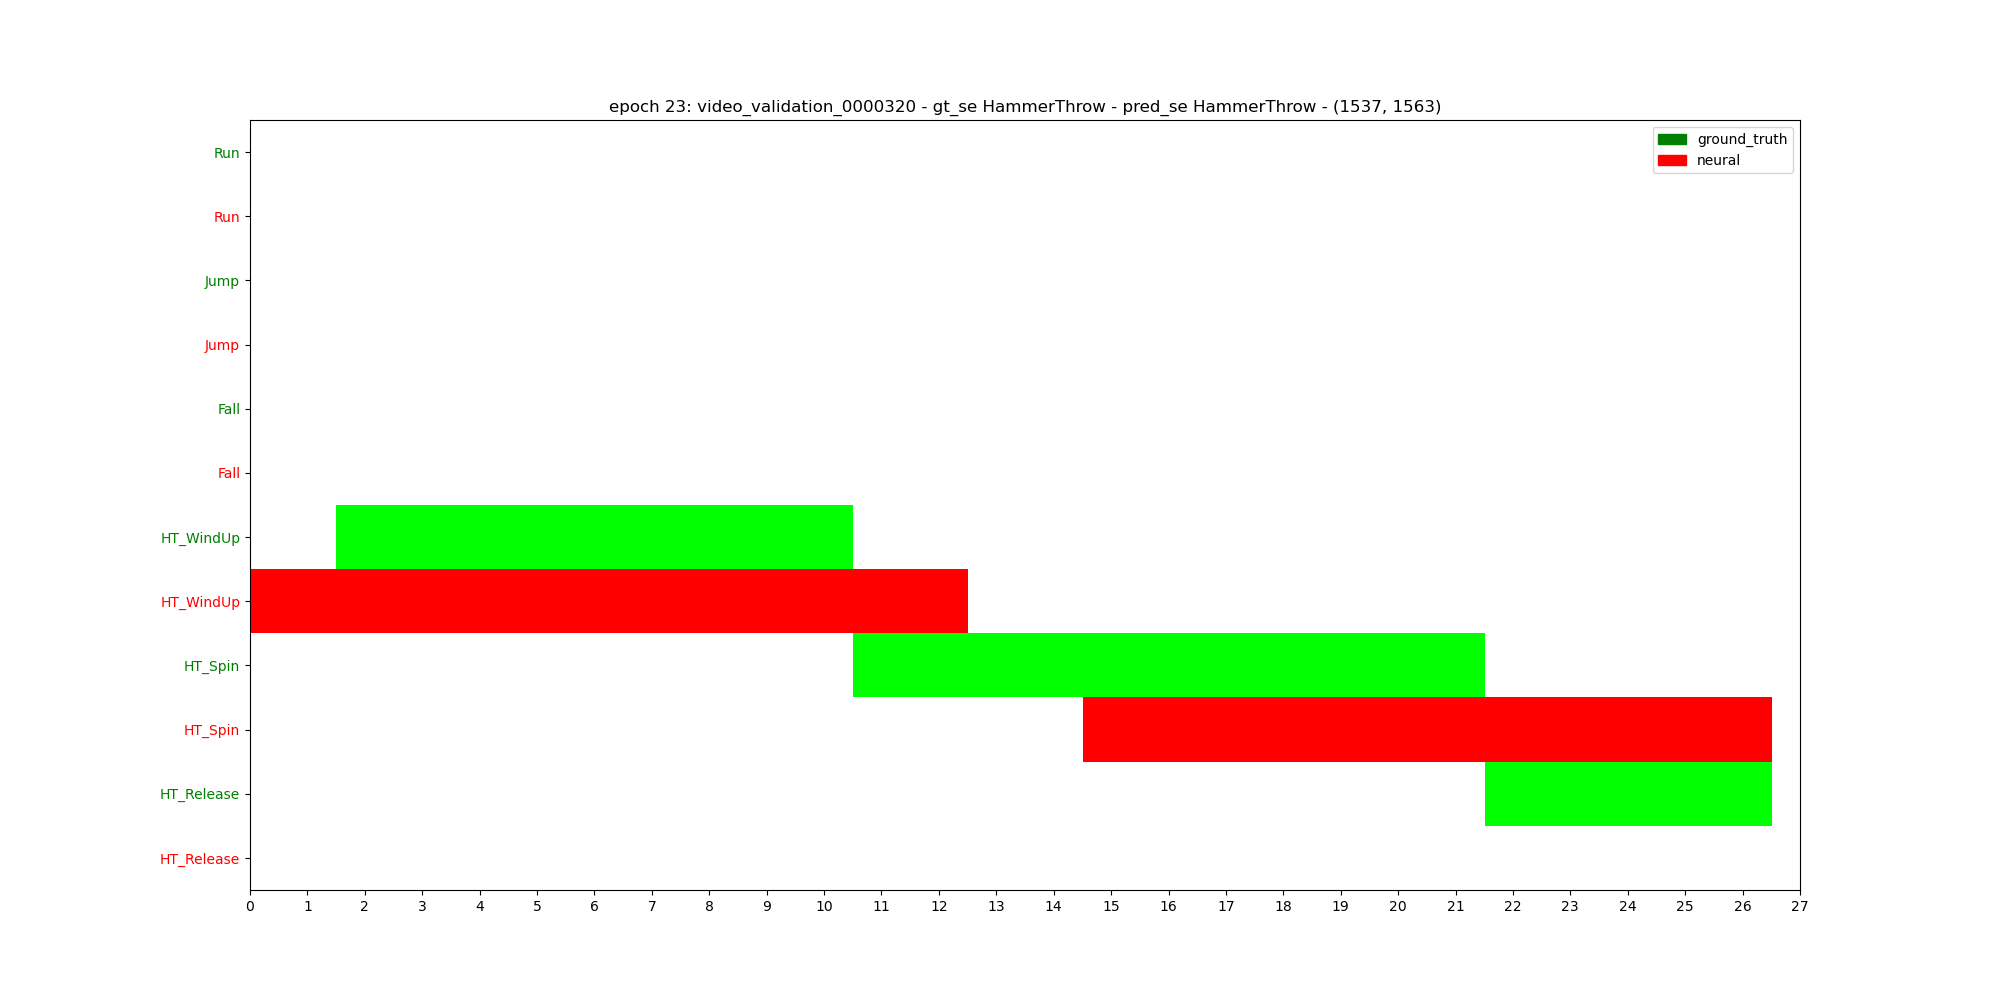 epoch 23: video_validation_0000320 - gt_se HammerThrow - pred_se HammerThrow - (1537, 1563)
ground_truth
neural
Run
Run
Jump
Jump
Fall
Fall
HT_WindUp
HT_WindUp
HT_Spin
HT_Spin
HT_Release
HT_Release
0 1 2 3 4 5 6 7 8 9 10 11 12 13 14 15 16 17 18 19 20 21 22 23 24 25 26 27